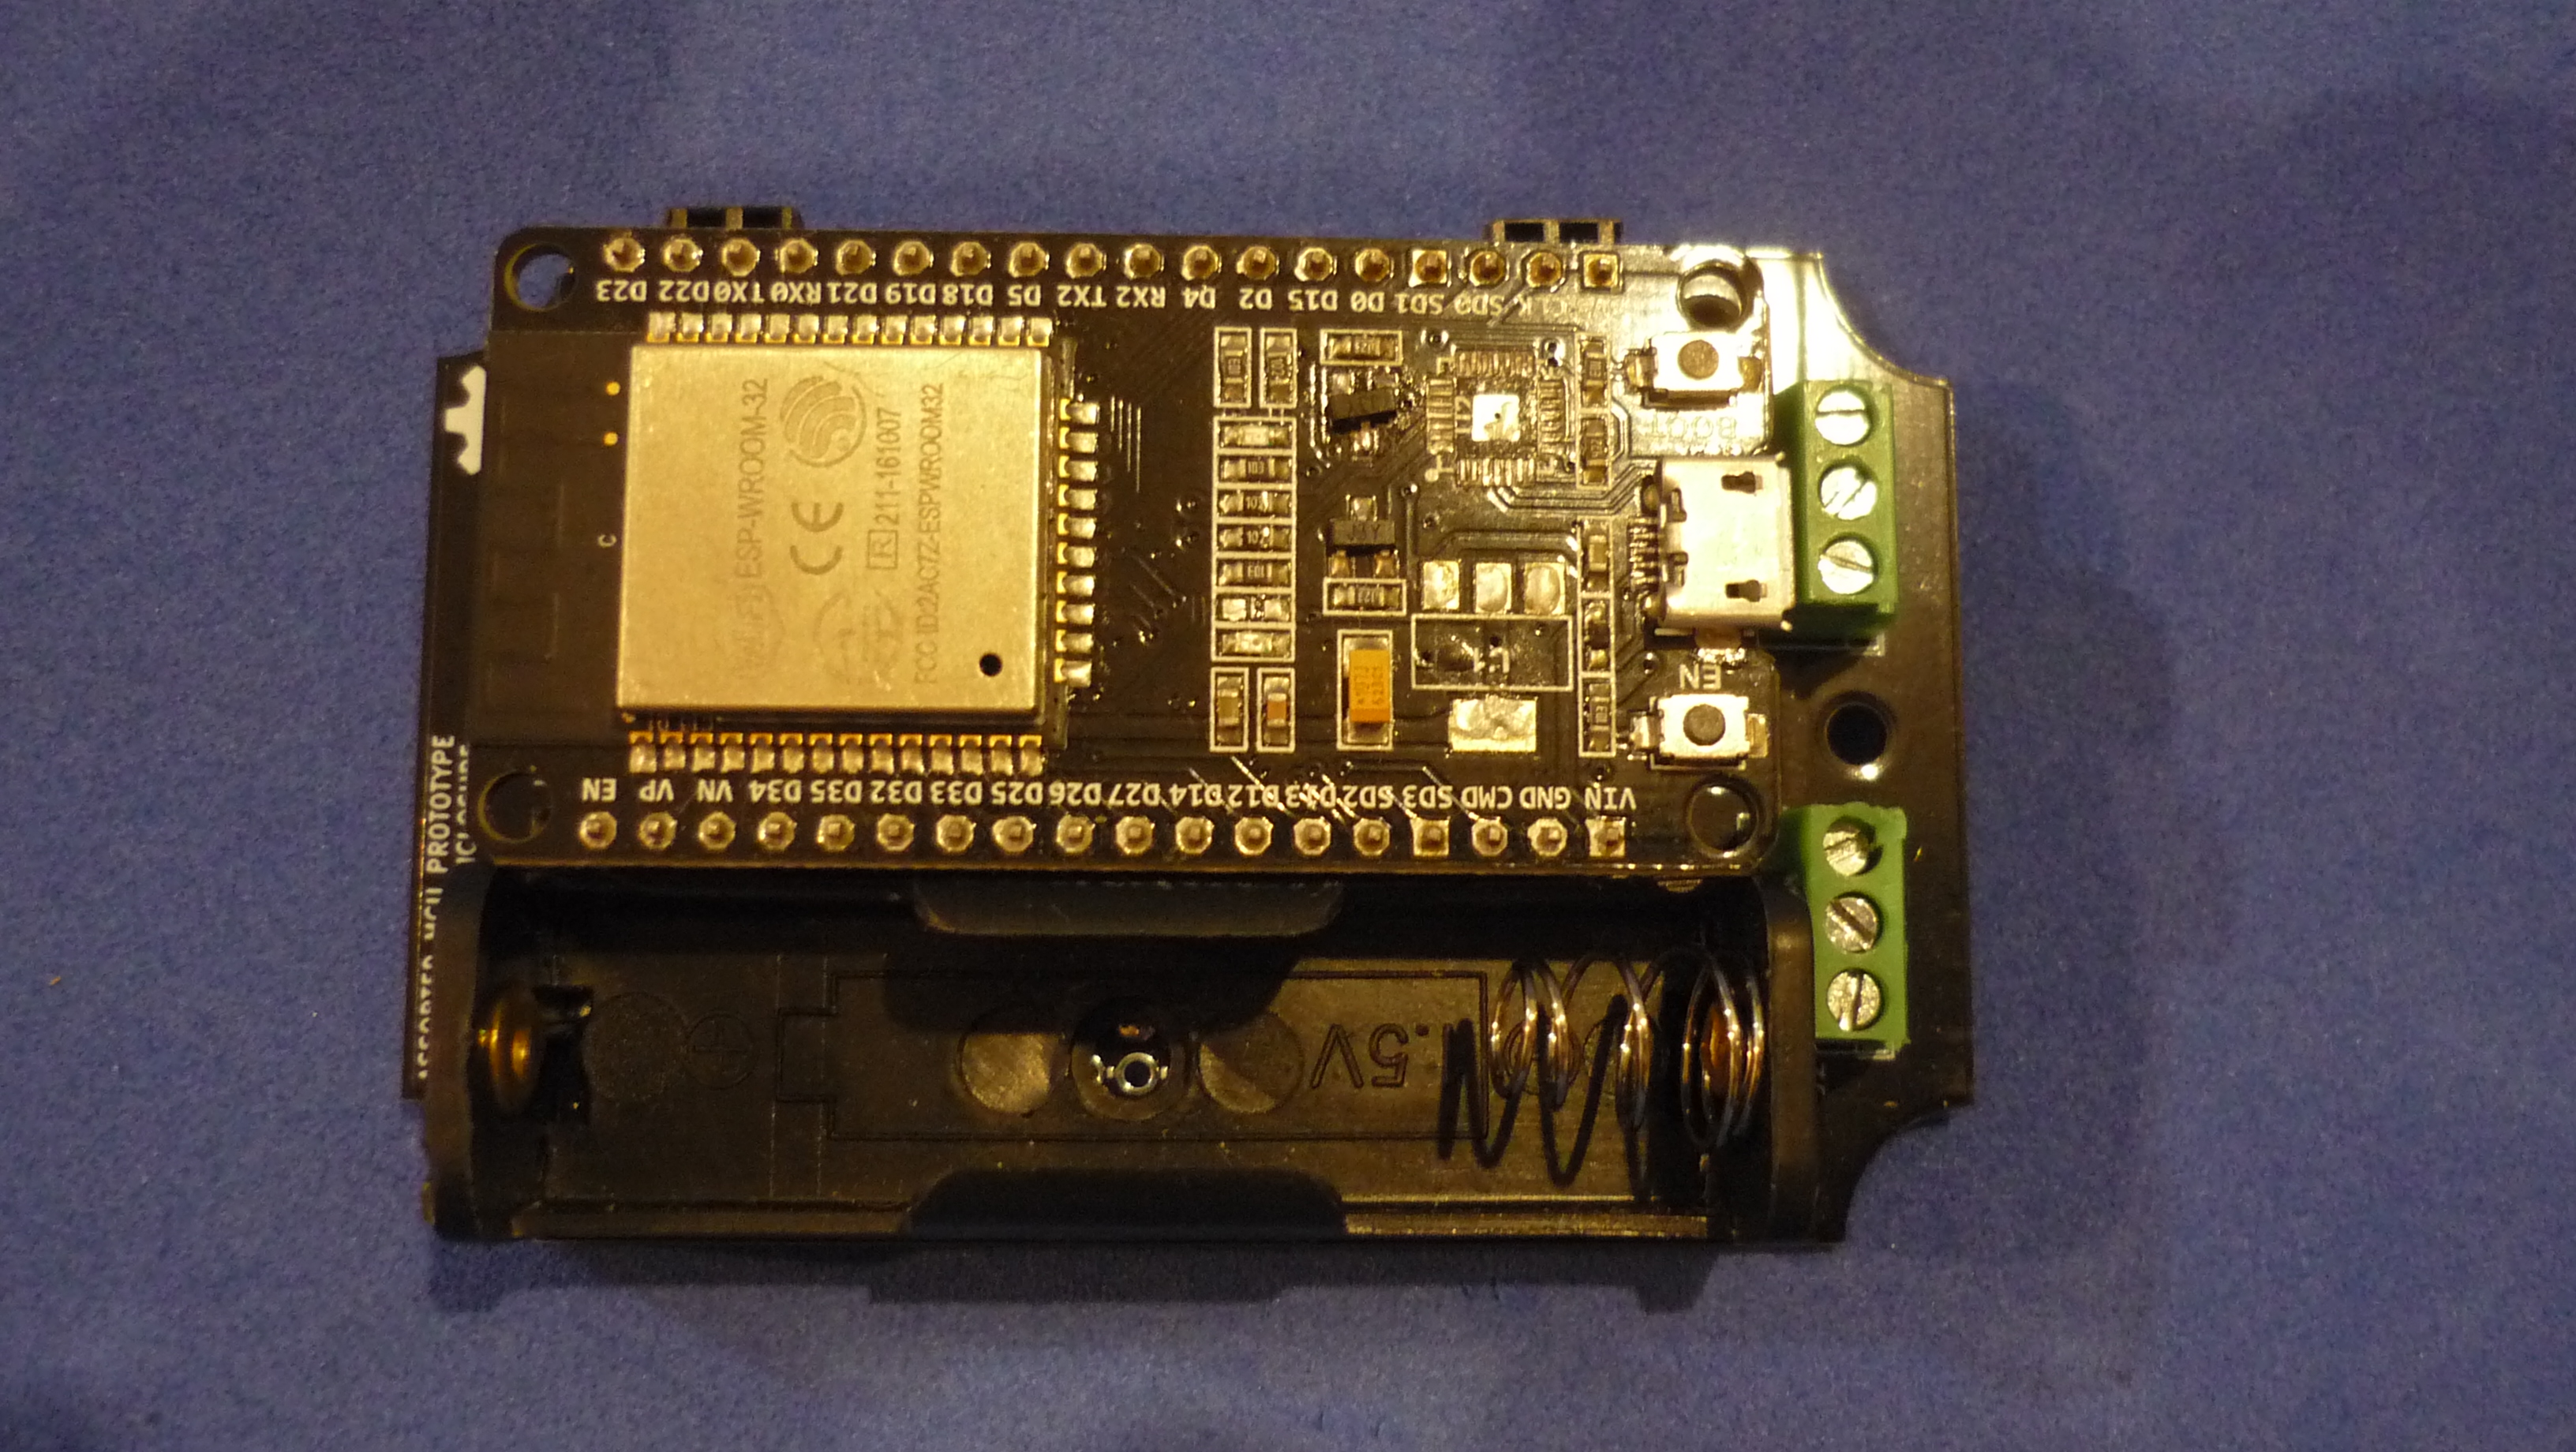 D23 D22 TX0 RX0 D21 D19 D18 D5 TX2 RX2 D4 D2 D15 D0 SD1 SD0 CLK
ESP-WROOM-32
CE
R 211-161007
FCC ID:2AC7Z-ESPWROOM32
C
U2
BOOT
EN
EN VP VN D34 D35 D32 D33 D25 D26 D27 D14 D12 D13 SD2 SD3 CMD GND VIN
PROTOTYPE
.5V